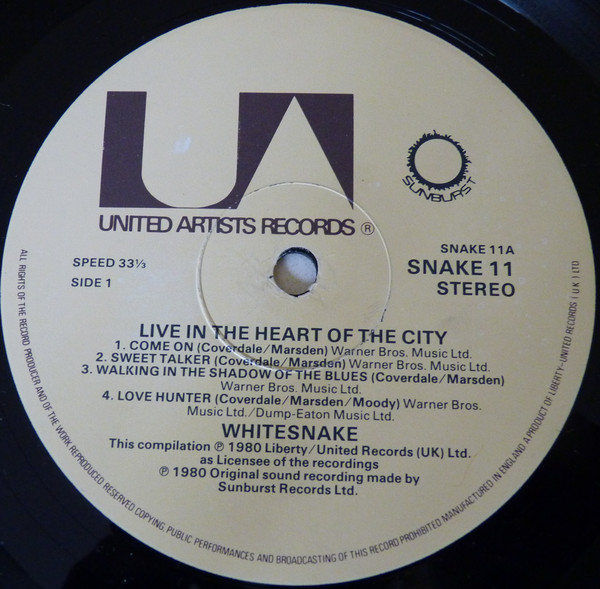 UA
UNITED ARTISTS RECORDS ®
SUNBURST
SPEED 33⅓
SIDE 1
SNAKE 11A
SNAKE 11
STEREO
LIVE IN THE HEART OF THE CITY
1. COME ON (Coverdale/Marsden) Warner Bros. Music Ltd.
2. SWEET TALKER (Coverdale/Marsden) Warner Bros. Music Ltd.
3. WALKING IN THE SHADOW OF THE BLUES (Coverdale/Marsden)
Warner Bros. Music Ltd.
4. LOVE HUNTER (Coverdale/Marsden/Moody) Warner Bros.
Music Ltd./Dump-Eaton Music Ltd.
WHITESNAKE
This compilation ℗ 1980 Liberty/United Records (UK) Ltd.
as Licensee of the recordings
℗ 1980 Original sound recording made by
Sunburst Records Ltd.
ALL RIGHTS OF THE RECORD PRODUCER AND OF THE WORK REPRODUCED RESERVED COPYING, PUBLIC PERFORMANCES AND BROADCASTING OF THIS RECORD PROHIBITED MANUFACTURED IN ENGLAND A PRODUCT OF LIBERTY-UNITED RECORDS (UK) LTD